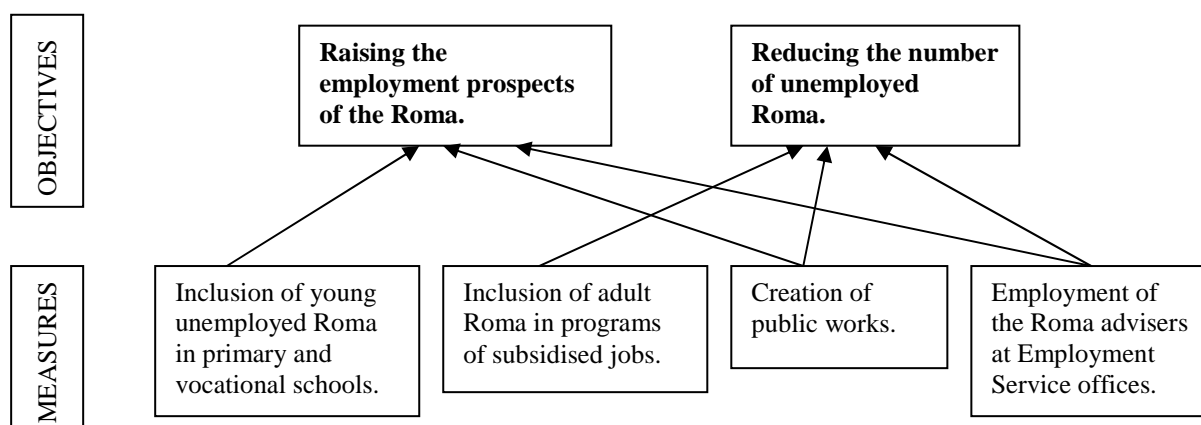 OBJECTIVES
Raising the
employment prospects
of the Roma.
Reducing the number
of unemployed
Roma.
MEASURES
Inclusion of young
unemployed Roma
in primary and
vocational schools.
Inclusion of adult
Roma in programs
of subsidised jobs.
Creation of
public works.
Employment of
the Roma advisers
at Employment
Service offices.